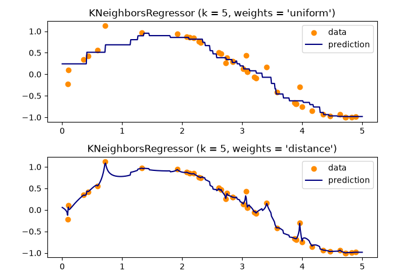 KNeighborsRegressor (k = 5, weights = 'uniform')
1.0
0.5
0.0
−0.5
−1.0
0 1 2 3 4 5
data
prediction
KNeighborsRegressor (k = 5, weights = 'distance')
1.0
0.5
0.0
−0.5
−1.0
0 1 2 3 4 5
data
prediction